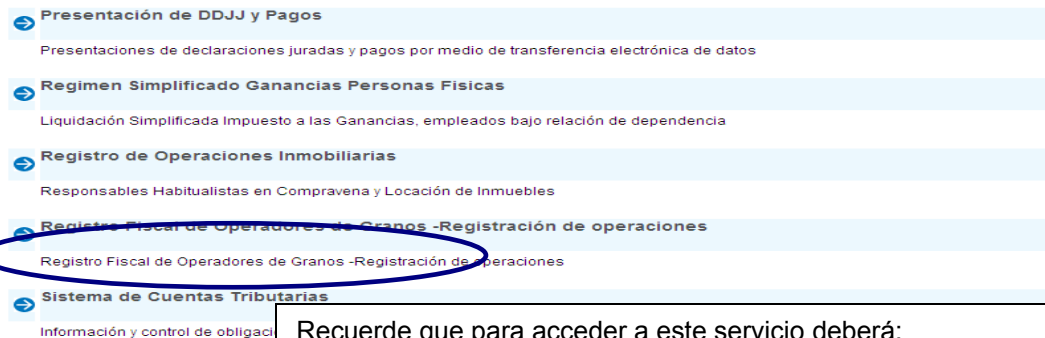 Presentación de DDJJ y Pagos
Presentaciones de declaraciones juradas y pagos por medio de transferencia electrónica de datos
Regimen Simplificado Ganancias Personas Fisicas
Liquidación Simplificada Impuesto a las Ganancias, empleados bajo relación de dependencia
Registro de Operaciones Inmobiliarias
Responsables Habitualistas en Compravena y Locación de Inmuebles
Registro Fiscal de Operadores de Granos -Registración de operaciones
Registro Fiscal de Operadores de Granos -Registración de operaciones
Sistema de Cuentas Tributarias
Información y control de obligaci
Recuerde que para acceder a este servicio deberá: